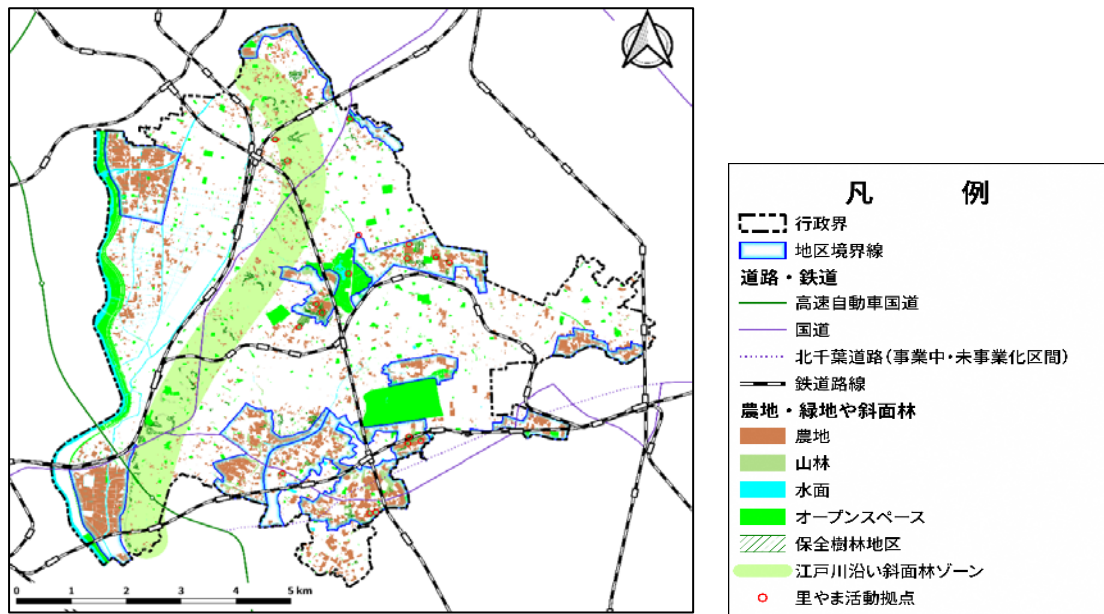 0 1 2 3 4 5 km
凡 例
行政界
地区境界線
道路・鉄道
高速自動車国道
国道
北千葉道路(事業中・未事業化区間)
鉄道路線
農地・緑地や斜面林
農地
山林
水面
オープンスペース
保全樹林地区
江戸川沿い斜面林ゾーン
里やま活動拠点